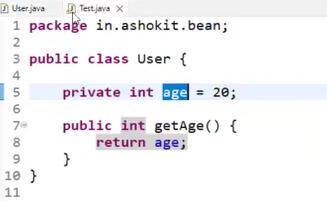 User.java
Test.java
1 package in.ashokit.bean;
2
3 public class User {
4
5 private int age = 20;
6
7 public int getAge() {
8 return age;
9 }
10 }
11